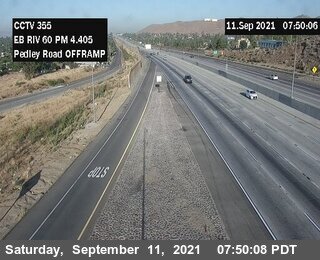 CCTV 355
EB RIV 60 PM 4.405
Pedley Road OFFRAMP
11.Sep 2021 07:50:06
STOP
Saturday, September 11, 2021 07:50:08 PDT